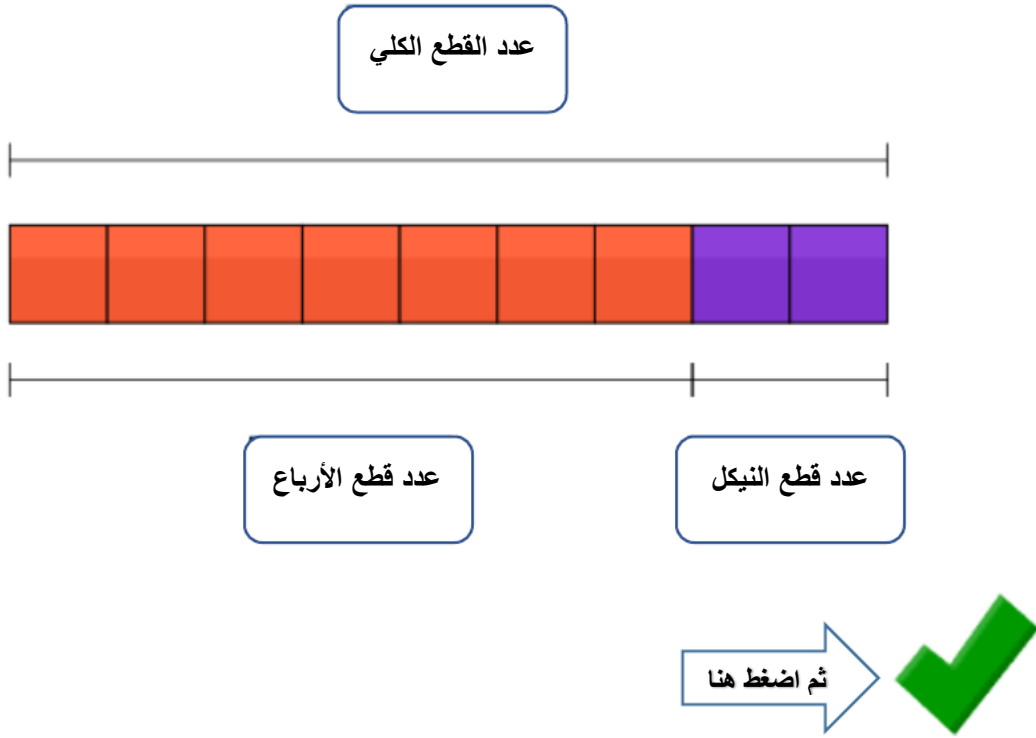 عدد القطع الكلي
عدد قطع النيكل
عدد قطع الأرباع
ثم اضغط هنا